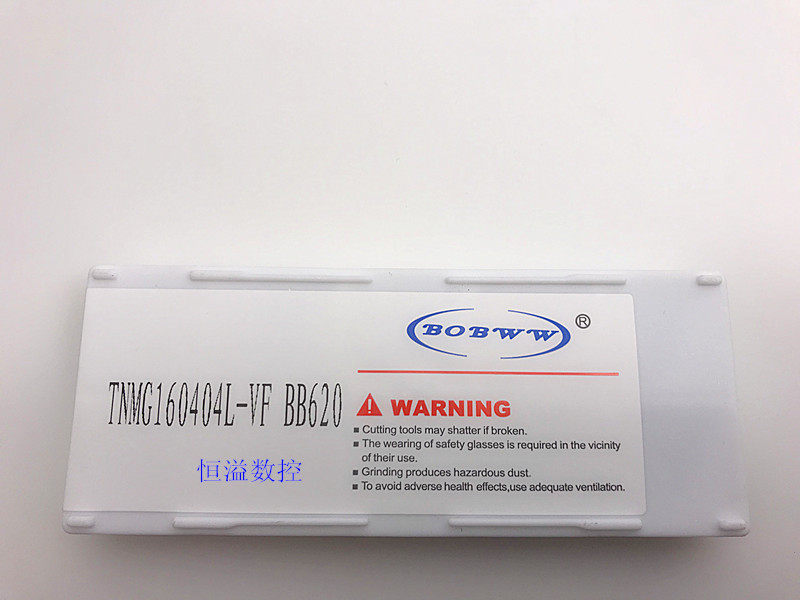 BOBWW ®
TNMG160404L-VF BB620
恒溢数控
WARNING
■ Cutting tools may shatter if broken.
■ The wearing of safety glasses is required in the vicinity
of their use.
■ Grinding produces hazardous dust.
■ To avoid adverse health effects,use adequate ventilation.